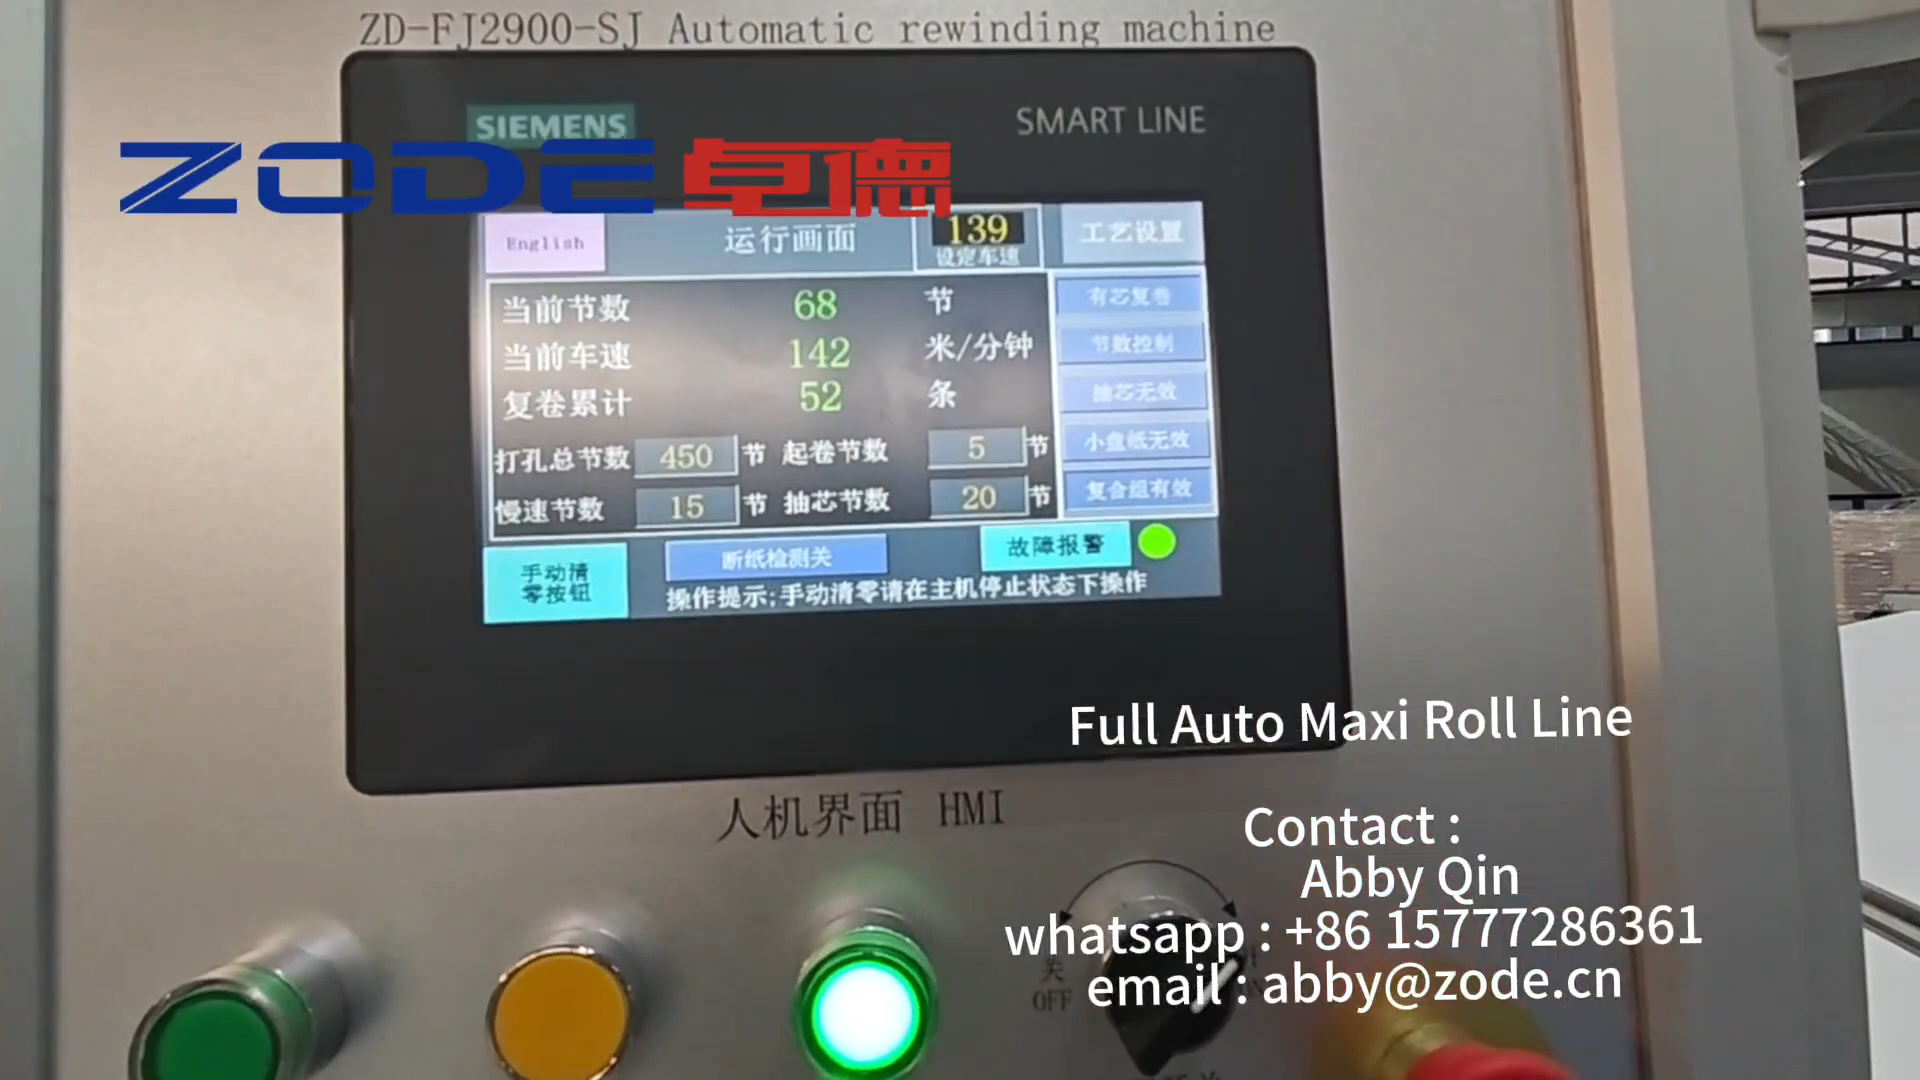 ZD-FJ2900-SJ Automatic rewinding machine
SIEMENS
SMART LINE
ZODE 卓德
English
运行画面
139
设定车速
工艺设置
当前节数 68 节
当前车速 142 米/分钟
复卷累计 52 条
打孔总节数 450 节 起卷节数 5 节
慢速节数 15 节 抽芯节数 20 节
有芯复卷
节数控制
抽芯无效
小盘纸无效
复合组有效
手动清
零按钮
断纸检测关
故障报警
操作提示;手动清零请在主机停止状态下操作
人机界面 HMI
Full Auto Maxi Roll Line
Contact :
Abby Qin
whatsapp : +86 15777286361
email : abby@zode.cn
关
OFF